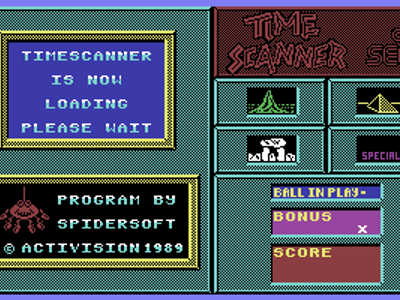 TIMESCANNER
IS NOW
LOADING
PLEASE WAIT
PROGRAM BY
SPIDERSOFT
© ACTIVISION 1989
TIME
SCANNER
SPECIAL
BALL IN PLAY-
BONUS
X
SCORE